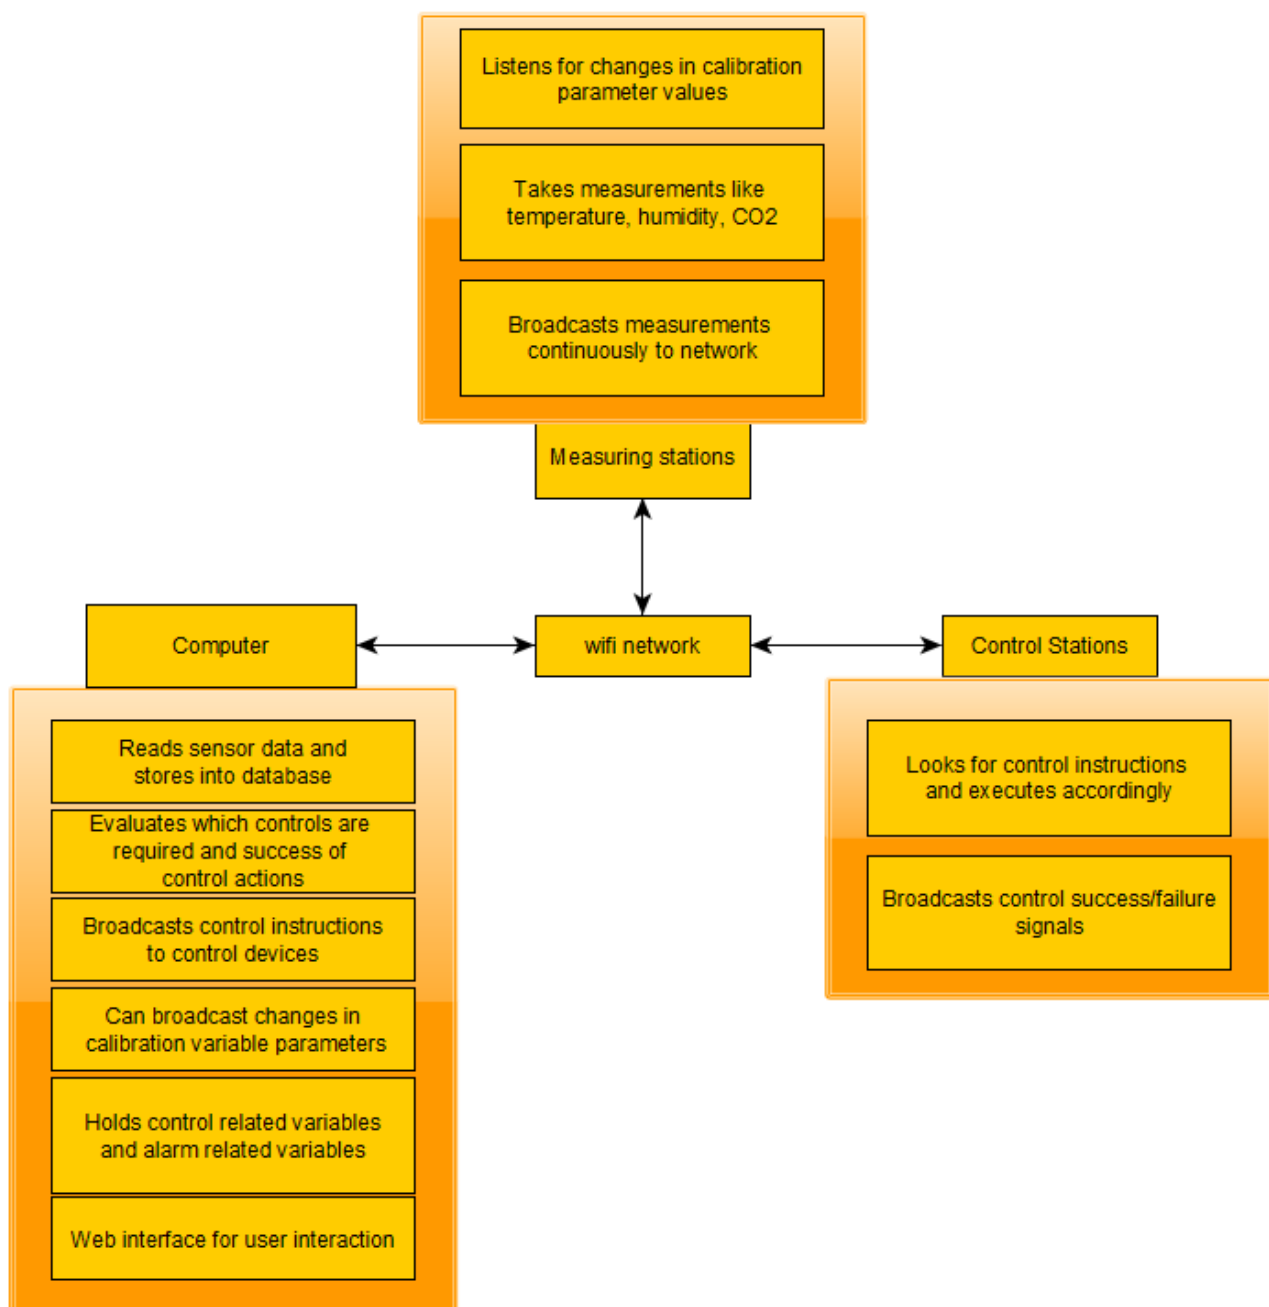 Listens for changes in calibration
parameter values
Takes measurements like
temperature, humidity, CO2
Broadcasts measurements
continuously to network
Measuring stations
Computer
wifi network
Control Stations
Reads sensor data and
stores into database
Evaluates which controls are
required and success of
control actions
Broadcasts control instructions
to control devices
Can broadcast changes in
calibration variable parameters
Holds control related variables
and alarm related variables
Web interface for user interaction
Looks for control instructions
and executes accordingly
Broadcasts control success/failure
signals